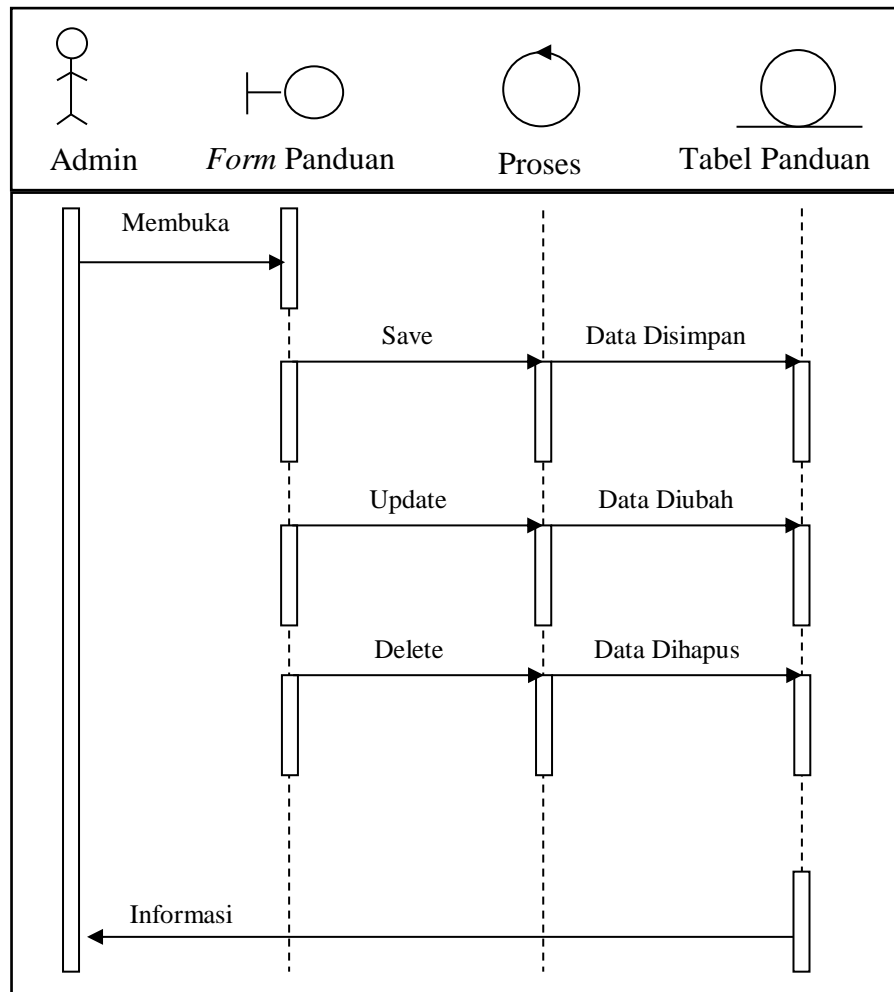 Admin
Form Panduan
Proses
Tabel Panduan
Membuka
Save
Data Disimpan
Update
Data Diubah
Delete
Data Dihapus
Informasi